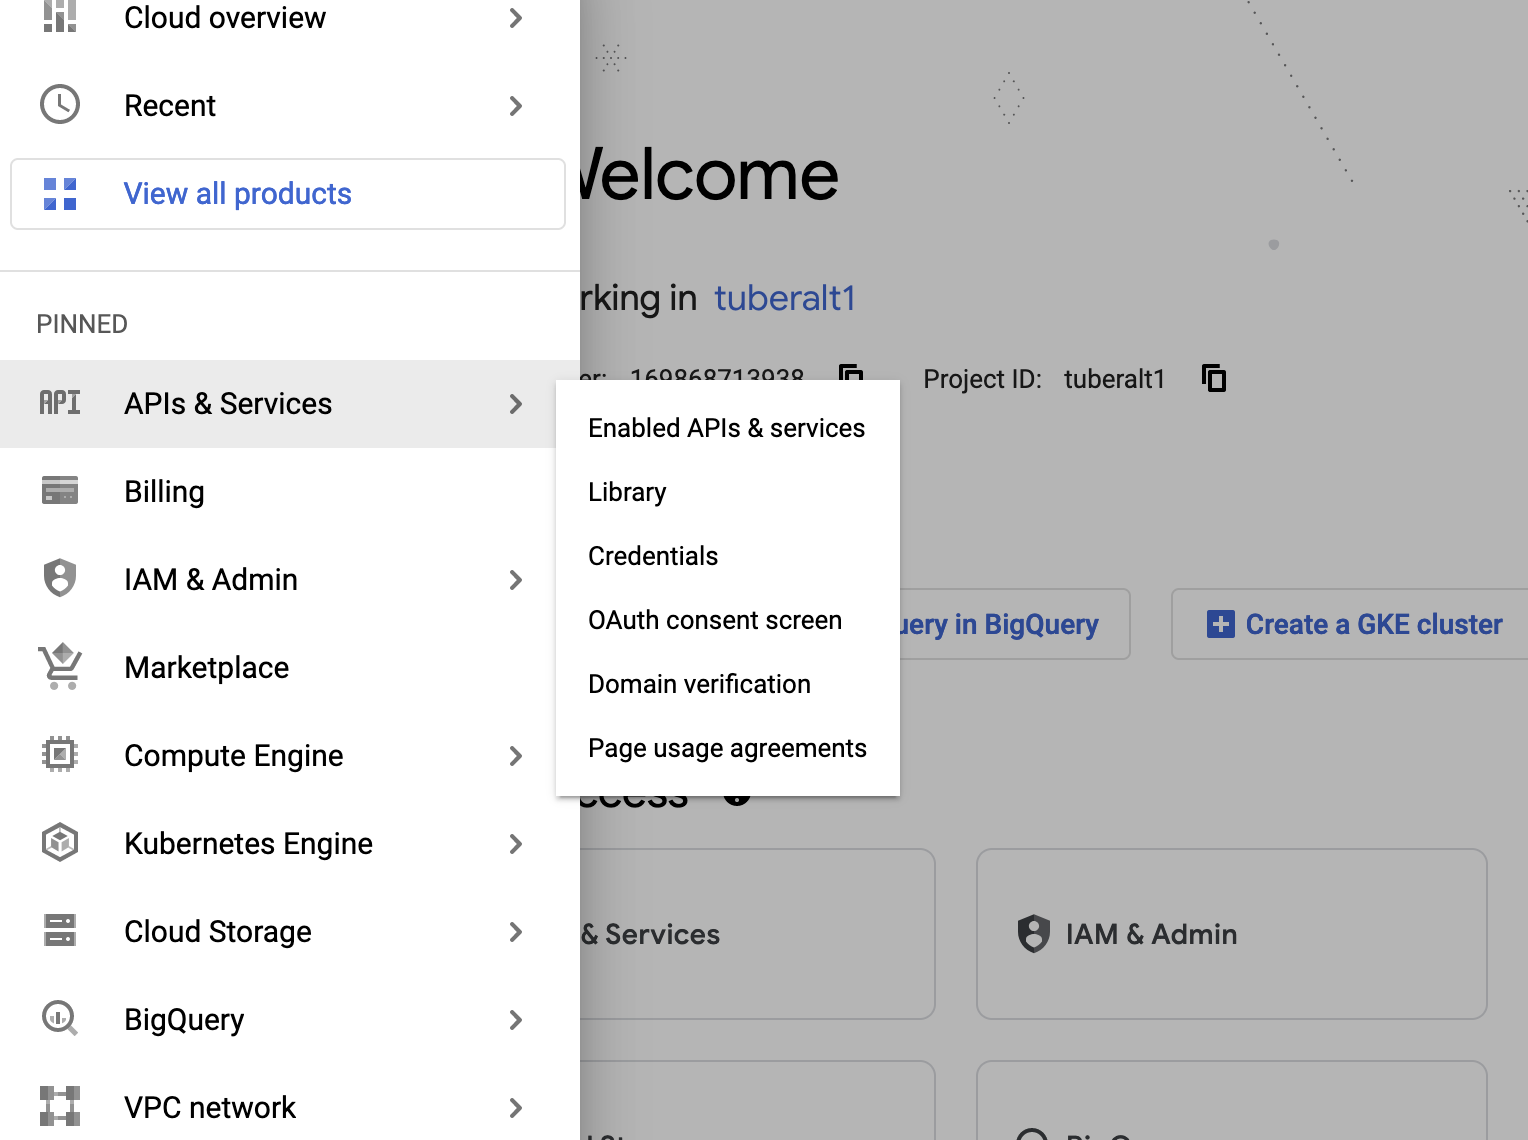 Cloud overview
Recent
View all products
PINNED
API APIs & Services
Billing
IAM & Admin
Marketplace
Compute Engine
Kubernetes Engine
Cloud Storage
BigQuery
VPC network
Enabled APIs & services
Library
Credentials
OAuth consent screen
Domain verification
Page usage agreements
Welcome
rking in tuberalt1
er: 169868713938 Project ID: tuberalt1
uery in BigQuery
Create a GKE cluster
& Services
IAM & Admin